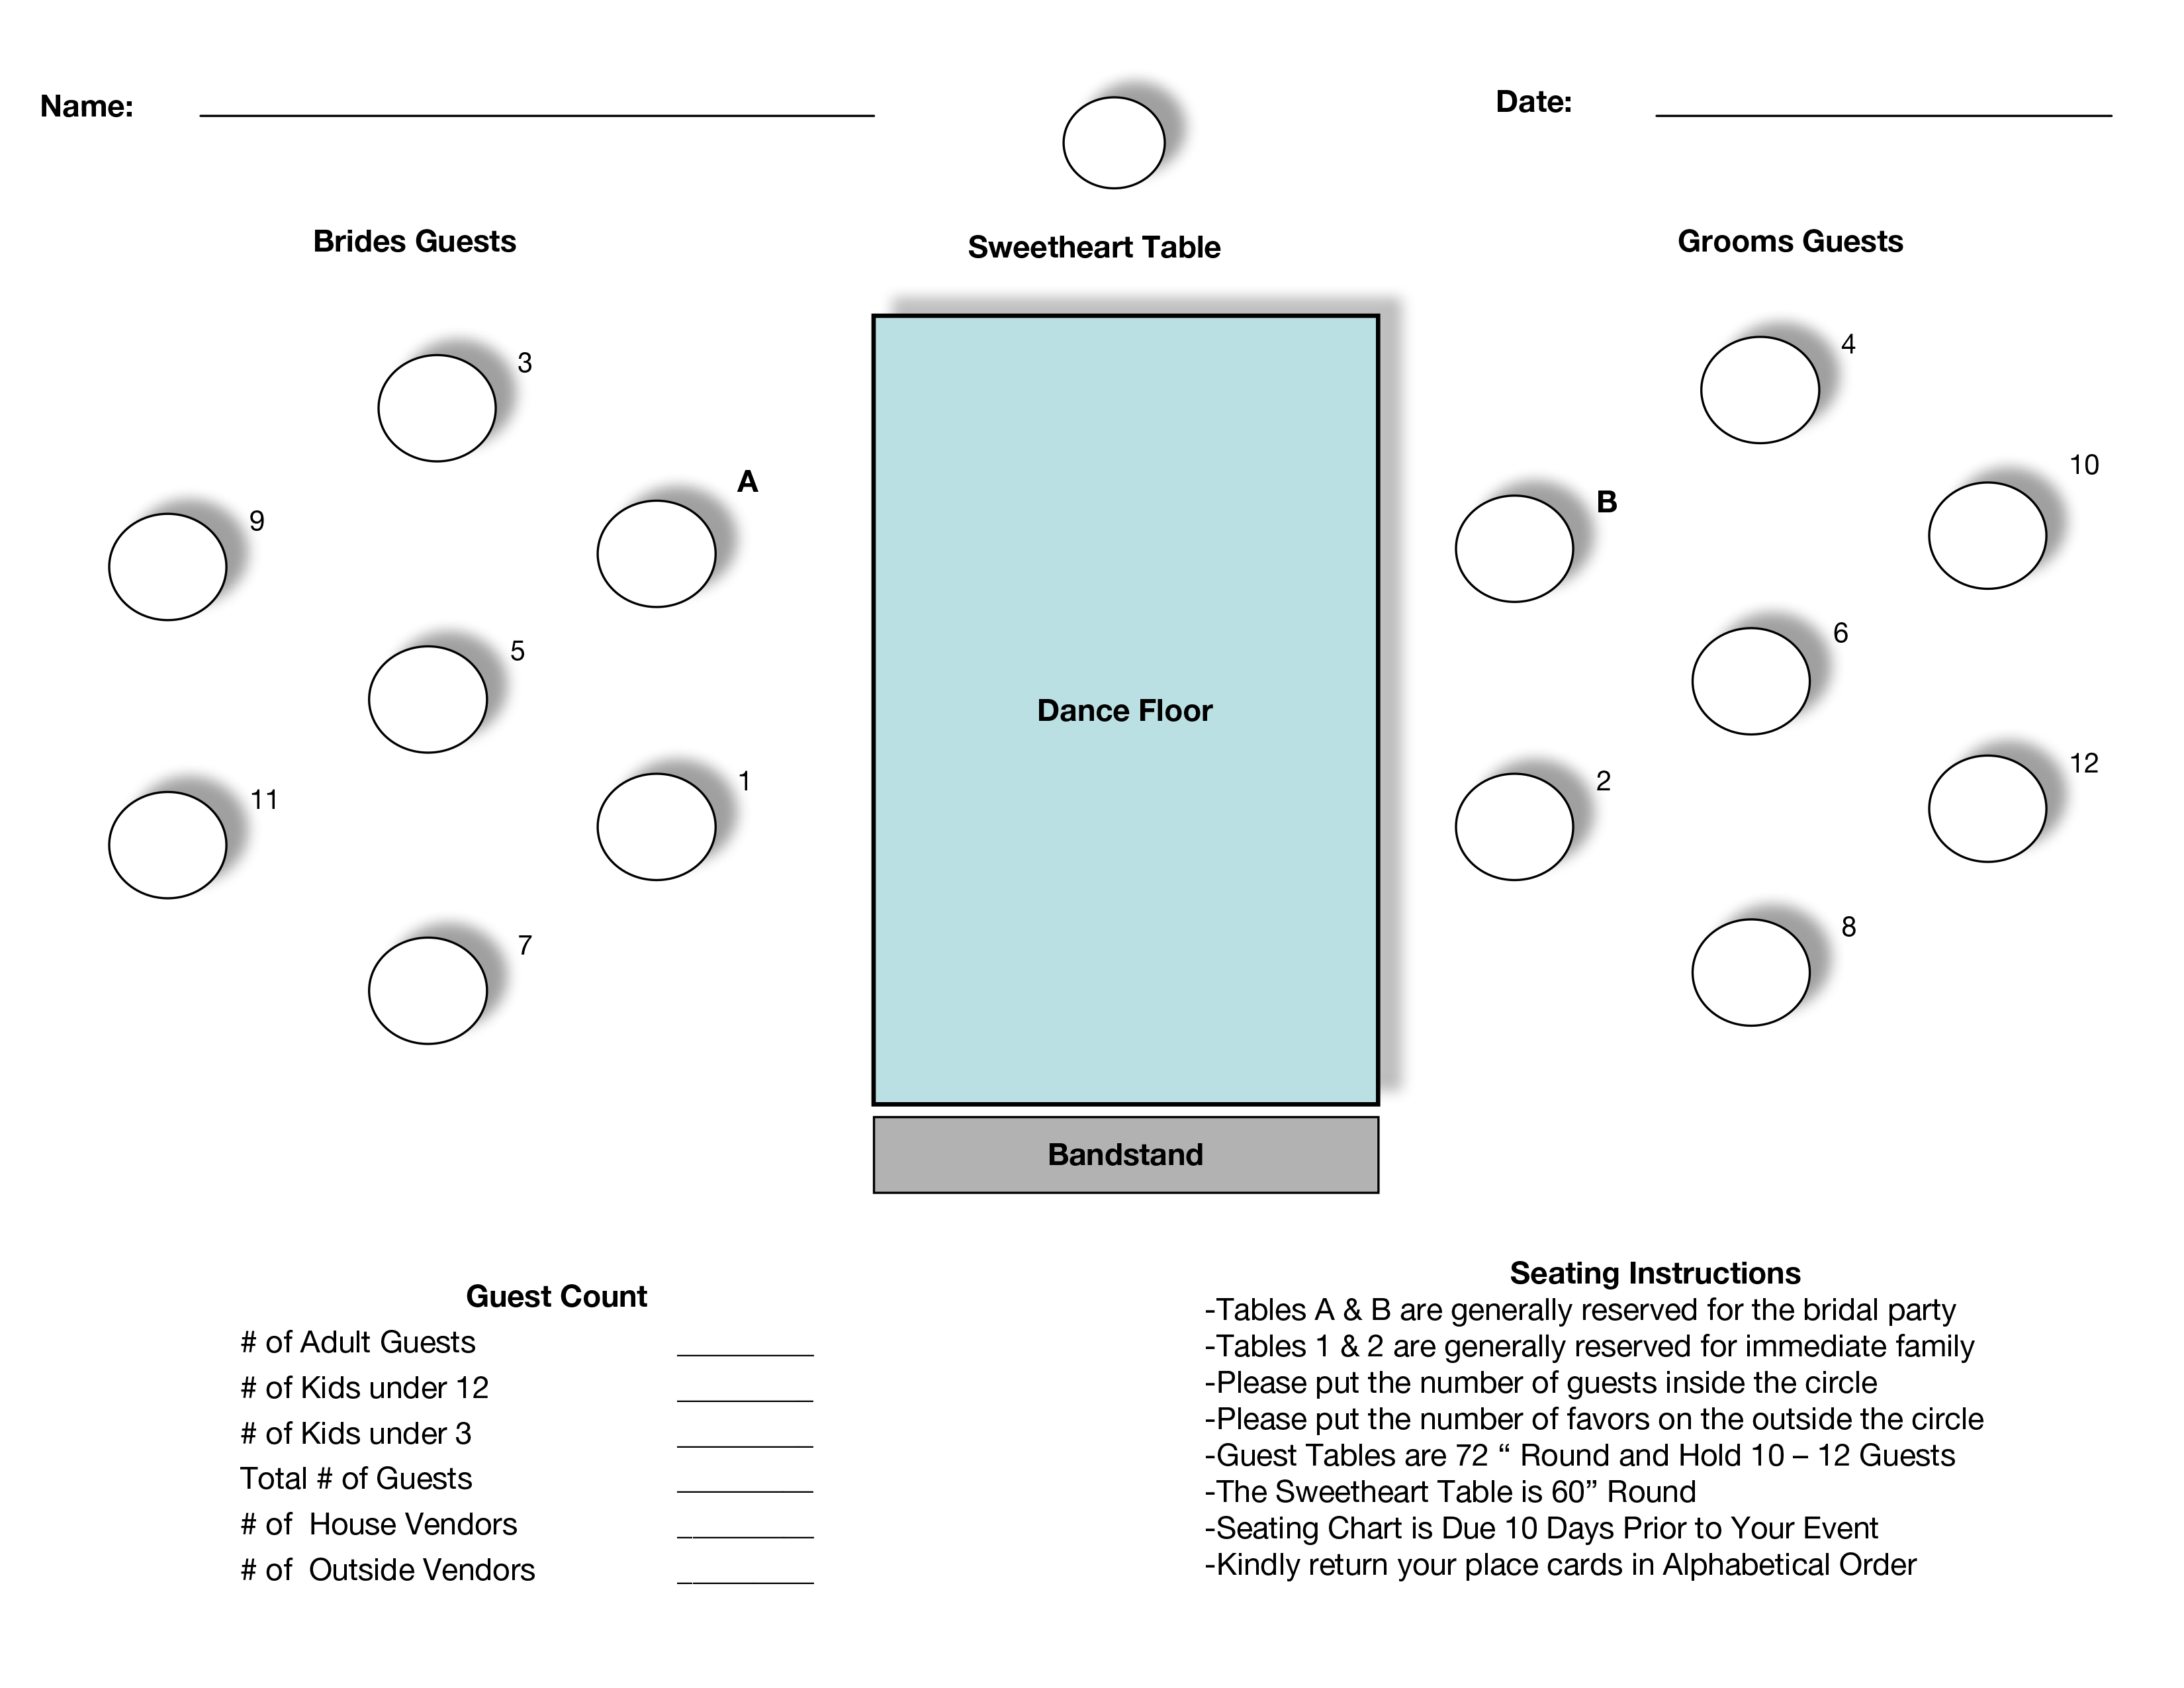 Name: ______________________ Date: ______________________
Brides Guests
Sweetheart Table
Grooms Guests
3
4
A
B
10
9
5
6
Dance Floor
1
2
12
11
7
8
Bandstand
Guest Count
# of Adult Guests _________
# of Kids under 12 _________
# of Kids under 3 _________
Total # of Guests _________
# of  House Vendors _________
# of  Outside Vendors _________
Seating Instructions
-Tables A & B are generally reserved for the bridal party
-Tables 1 & 2 are generally reserved for immediate family
-Please put the number of guests inside the circle
-Please put the number of favors on the outside the circle
-Guest Tables are 72 “ Round and Hold 10 – 12 Guests
-The Sweetheart Table is 60” Round
-Seating Chart is Due 10 Days Prior to Your Event
-Kindly return your place cards in Alphabetical Order